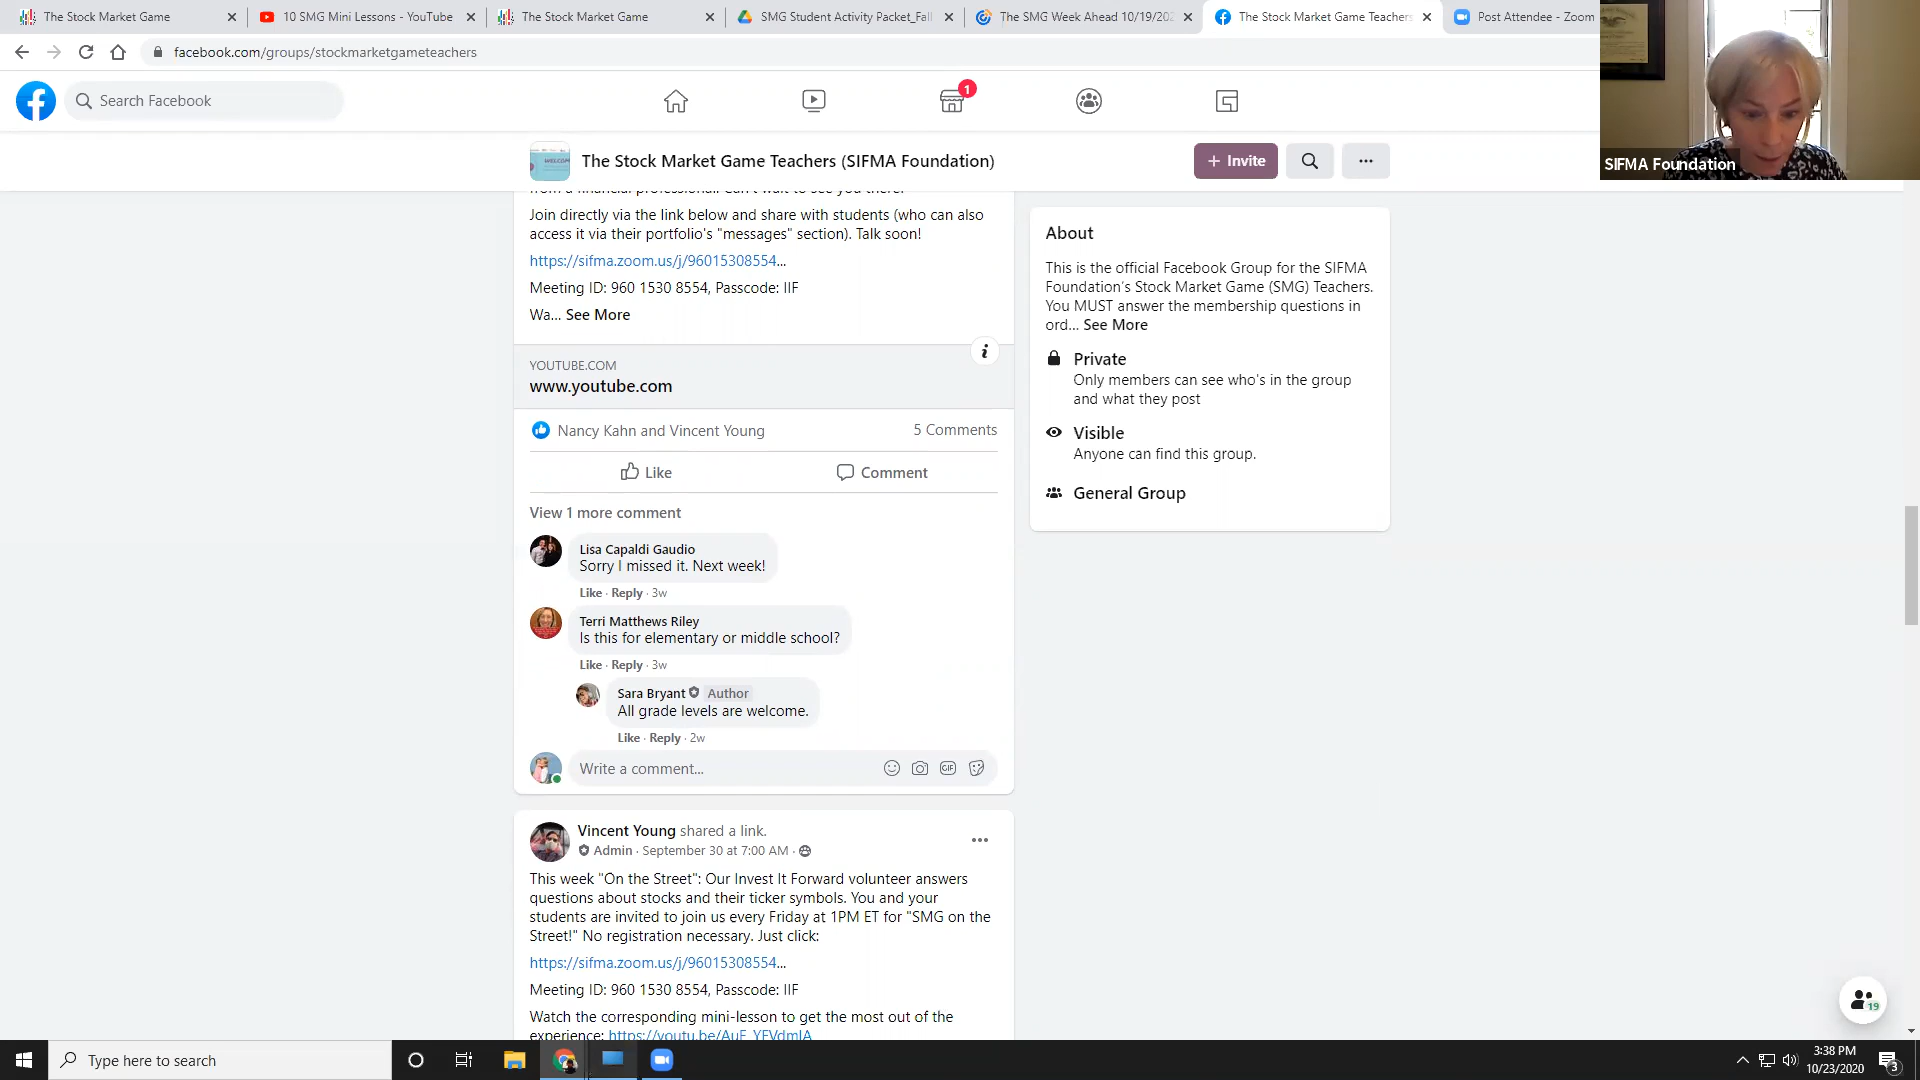 The Stock Market Game
10 SMG Mini Lessons - YouTube
The Stock Market Game
SMG Student Activity Packet_Fall
The SMG Week Ahead 10/19/202
The Stock Market Game Teachers
Post Attendee - Zoom
facebook.com/groups/stockmarketgameteachers
Search Facebook
1
The Stock Market Game Teachers (SIFMA Foundation)
+ Invite
SIFMA Foundation
from a financial professional! Can't wait to see you there!
Join directly via the link below and share with students (who can also
access it via their portfolio's "messages" section). Talk soon!
https://sifma.zoom.us/j/96015308554...
Meeting ID: 960 1530 8554, Passcode: IIF
Wa... See More
YOUTUBE.COM
www.youtube.com
Nancy Kahn and Vincent Young
5 Comments
Like
Comment
View 1 more comment
Lisa Capaldi Gaudio
Sorry I missed it. Next week!
Like · Reply · 3w
Terri Matthews Riley
Is this for elementary or middle school?
Like · Reply · 3w
Sara Bryant Author
All grade levels are welcome.
Like · Reply · 2w
Write a comment...
GIF
Vincent Young shared a link.
Admin · September 30 at 7:00 AM ·
This week "On the Street": Our Invest It Forward volunteer answers
questions about stocks and their ticker symbols. You and your
students are invited to join us every Friday at 1PM ET for "SMG on the
Street!" No registration necessary. Just click:
https://sifma.zoom.us/j/96015308554...
Meeting ID: 960 1530 8554, Passcode: IIF
Watch the corresponding mini-lesson to get the most out of the
experience:
About
This is the official Facebook Group for the SIFMA
Foundation's Stock Market Game (SMG) Teachers.
You MUST answer the membership questions in
ord... See More
Private
Only members can see who's in the group
and what they post
Visible
Anyone can find this group.
General Group
19
Type here to search
3:38 PM
10/23/2020
3